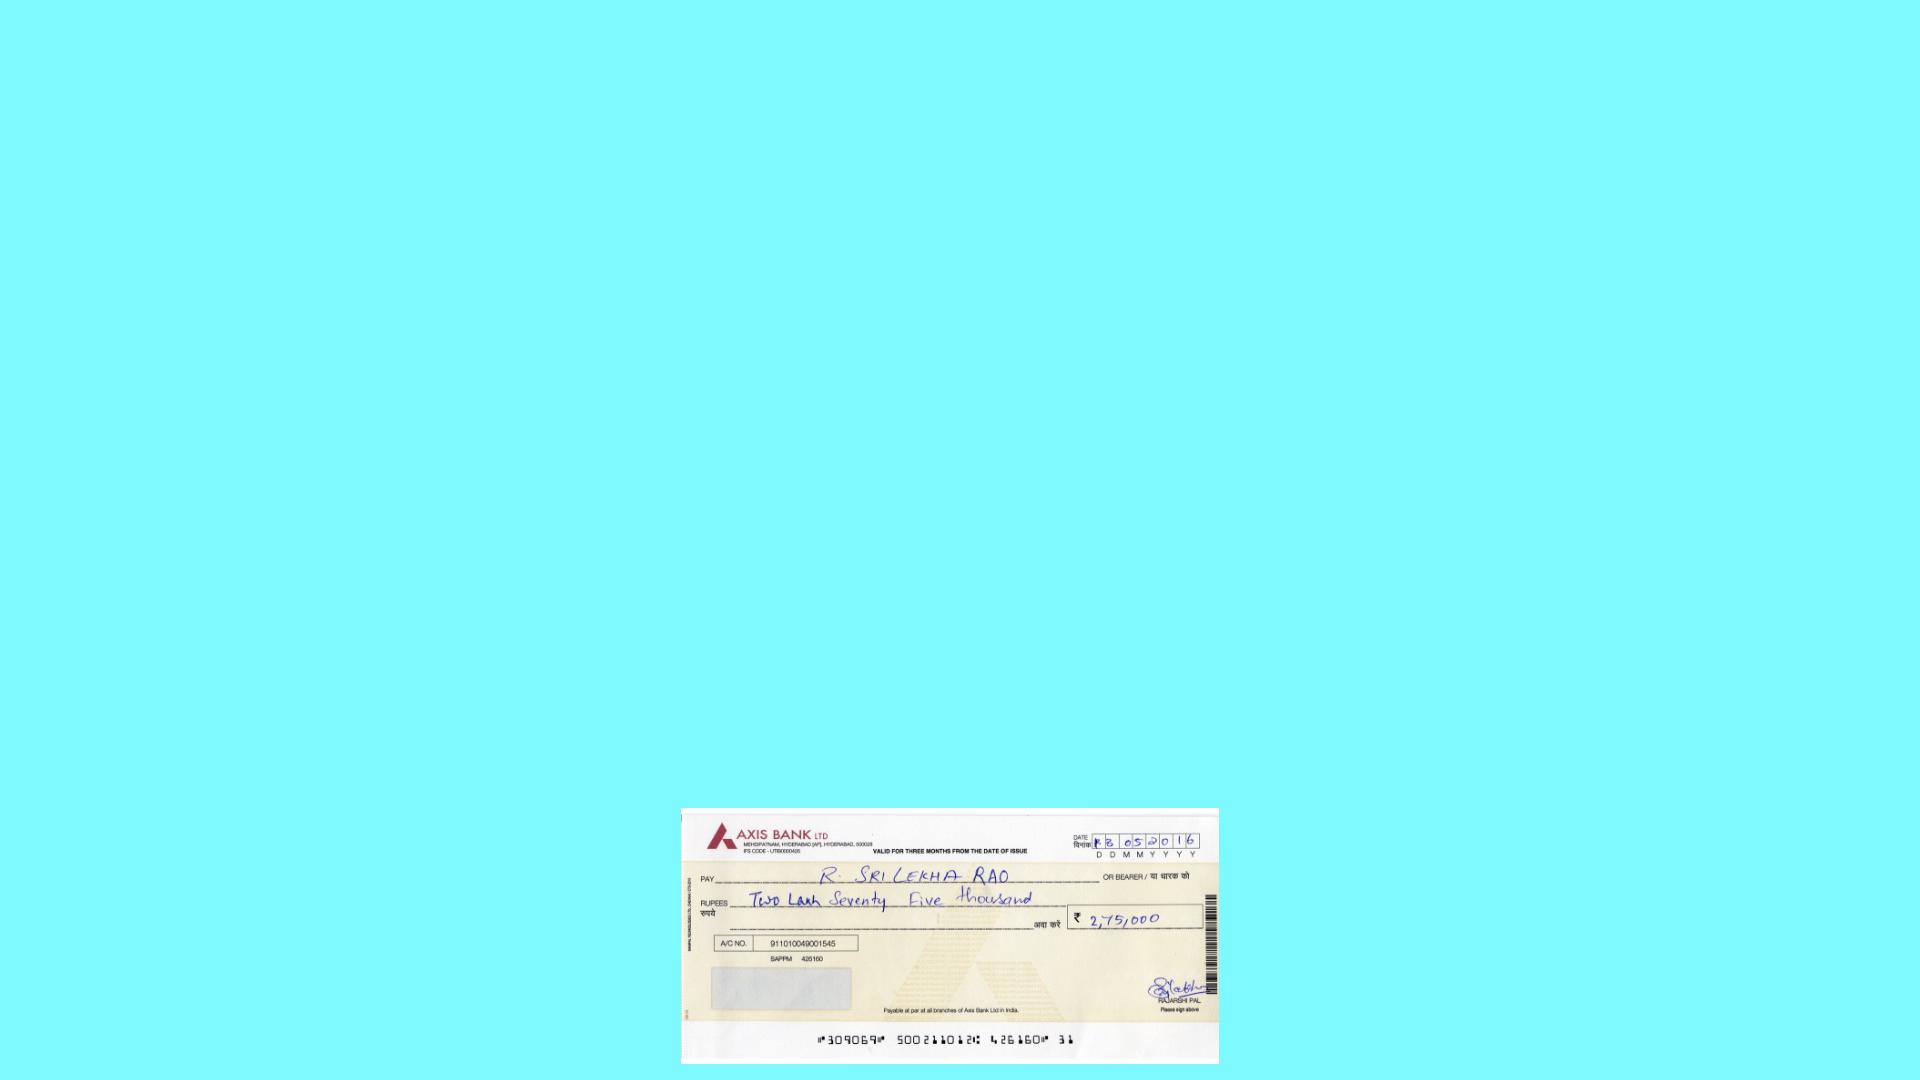 AXIS BANK LTD
MEHDIPATNAM, HYDERABAD [AP], HYDERABAD, 500028
IFS CODE - UTIB0000426
VALID FOR THREE MONTHS FROM THE DATE OF ISSUE
DATE
दिनांक
052016
D D M M Y Y Y Y
PAY R. SRI LEKHA RAO OR BEARER / या धारक को
RUPEES Two Lakh Seventy Five thousand
रुपये
अदा करें ₹ 2,75,000
A/C NO. 911010049001545
SAPPM 426160
RAJARSHI PAL
Please sign above
Payable at par at all branches of Axis Bank Ltd in India.
⑈309069⑈ 500211012⑆ 426160⑈ 31